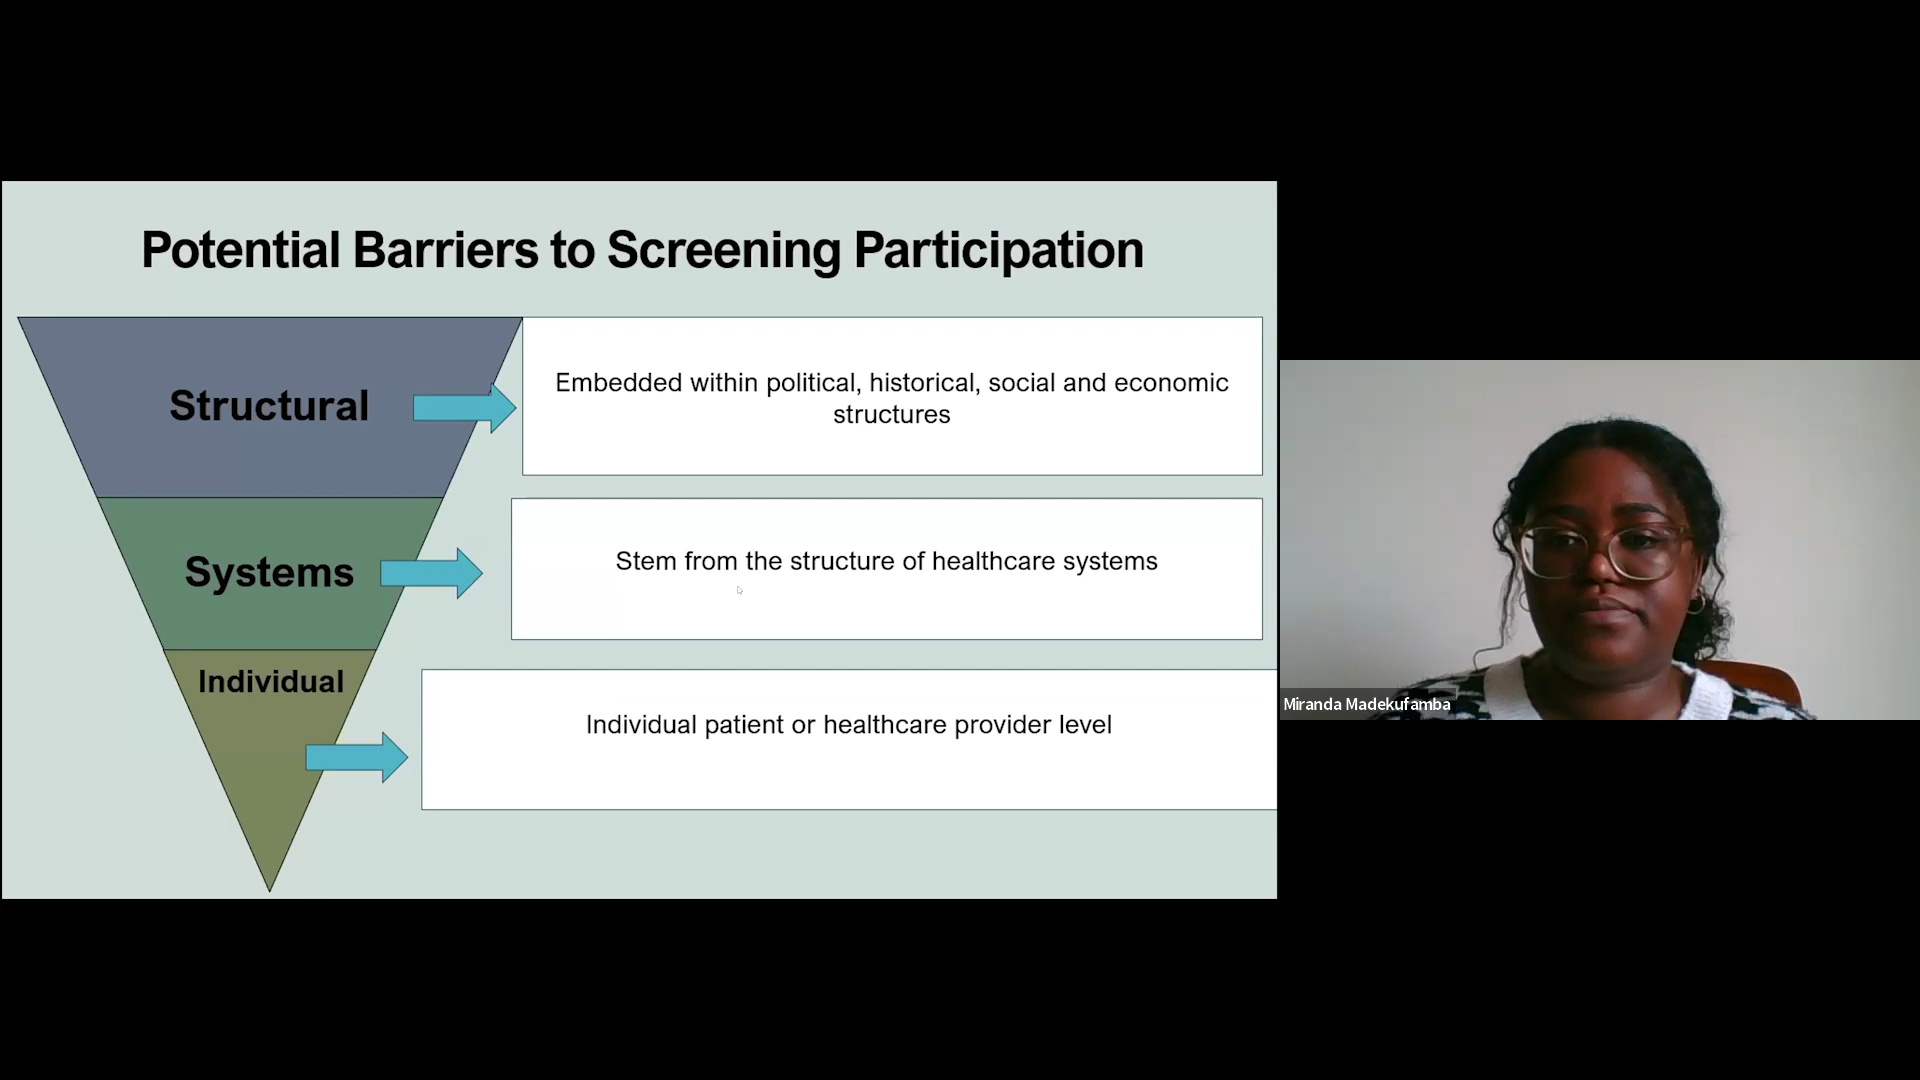 Potential Barriers to Screening Participation
Structural
Embedded within political, historical, social and economic
structures
Systems
Stem from the structure of healthcare systems
Individual
Individual patient or healthcare provider level
Miranda Madekufamba